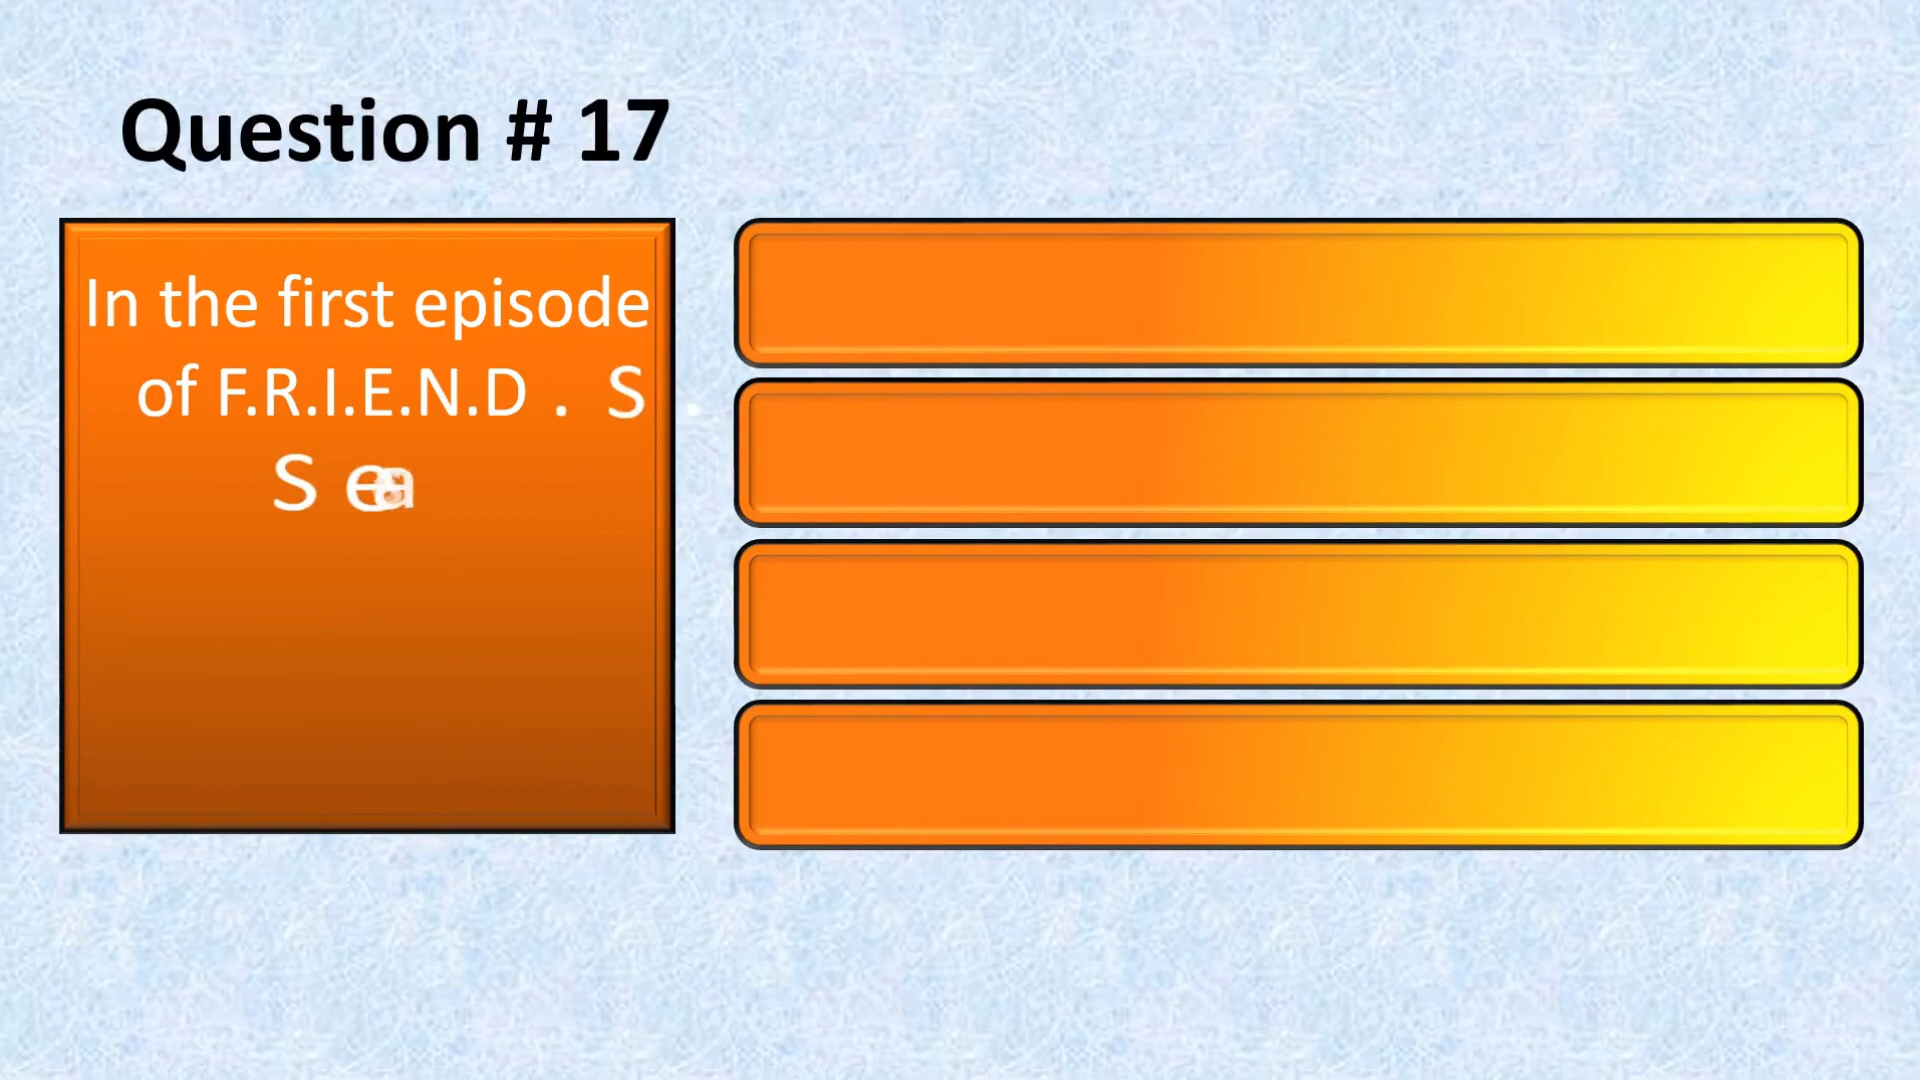 Question # 17
In the first episode
of F.R.I.E.N.D . S .